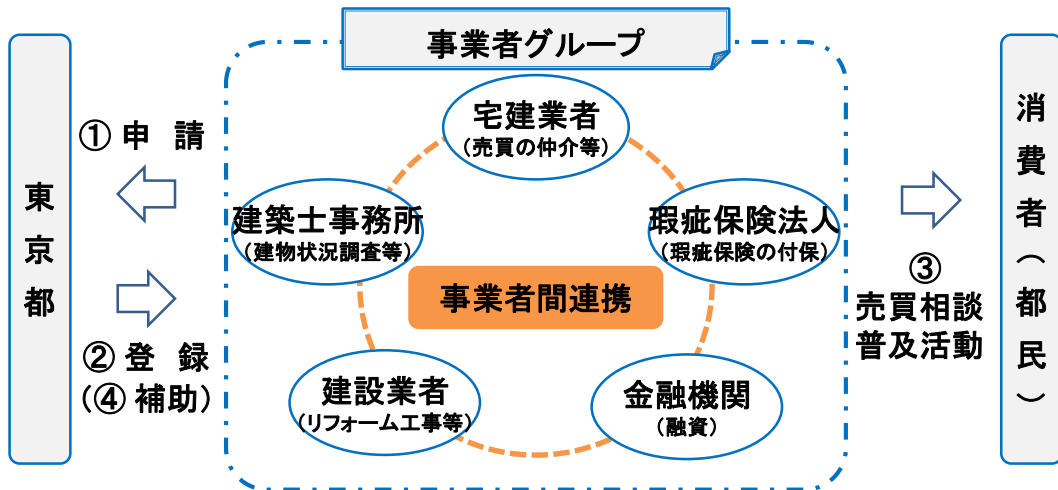 事業者グループ
東京都
① 申 請
② 登 録
(④ 補助)
宅建業者
(売買の仲介等)
建築士事務所
(建物状況調査等)
瑕疵保険法人
(瑕疵保険の付保)
事業者間連携
建設業者
(リフォーム工事等)
金融機関
(融資)
③
売買相談
普及活動
消費者(都民)